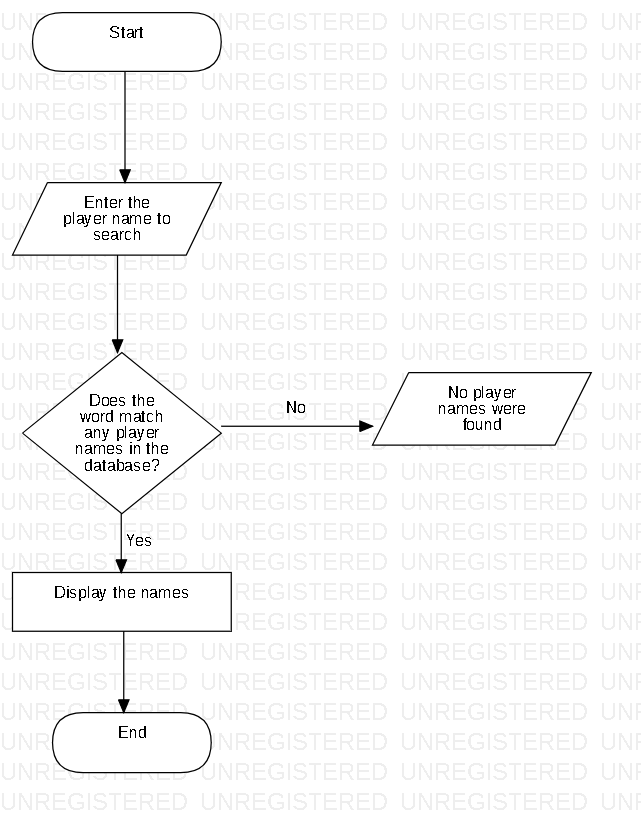 Start
Enter the
player name to
search
Does the
word match
any player
names in the
database?
No
No player
names were
found
Yes
Display the names
End
UNREGISTERED